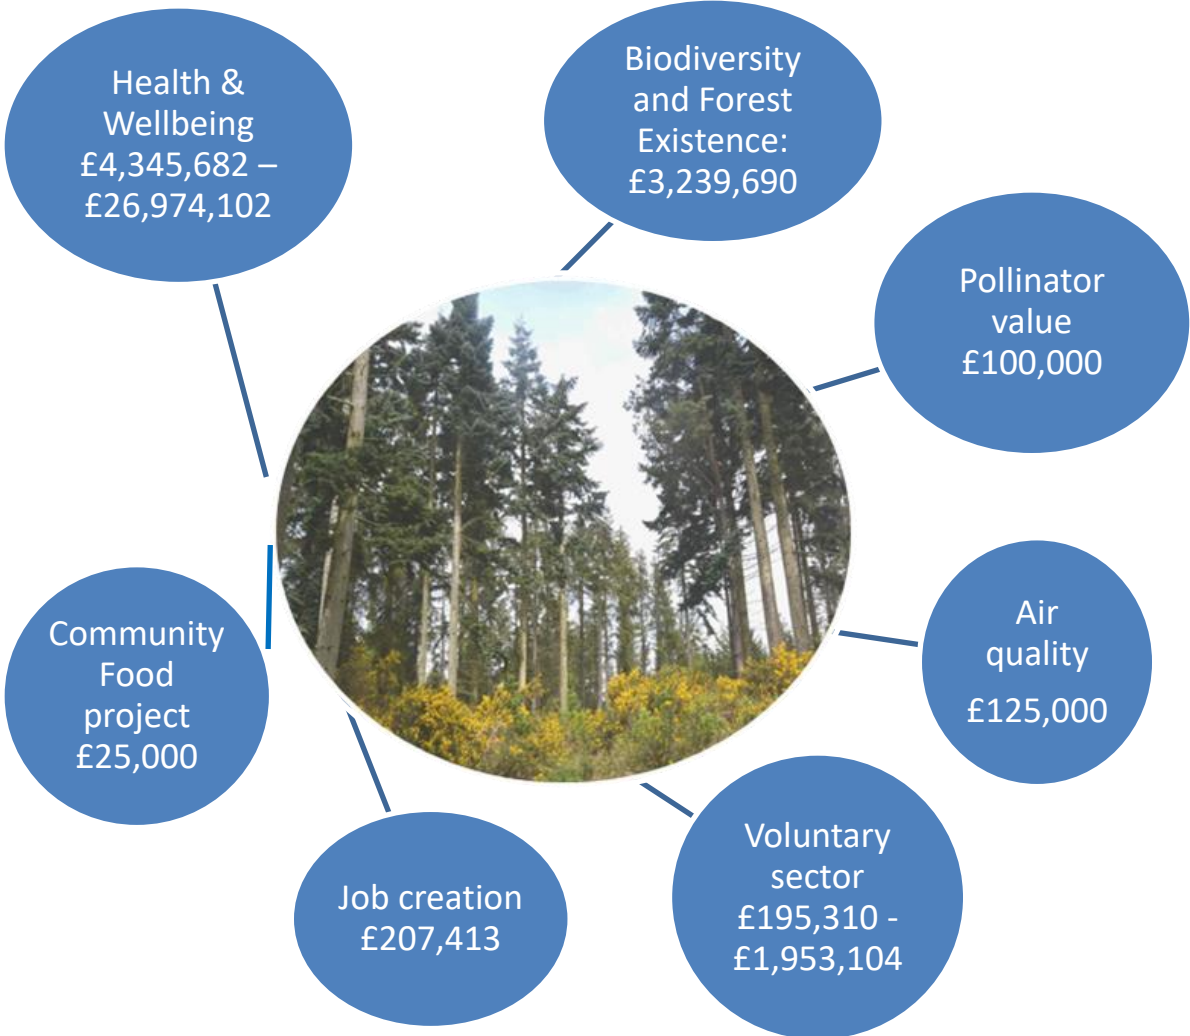 Health &
Wellbeing
£4,345,682 –
£26,974,102
Biodiversity
and Forest
Existence:
£3,239,690
Pollinator
value
£100,000
Air
quality
£125,000
Voluntary
sector
£195,310 -
£1,953,104
Job creation
£207,413
Community
Food
project
£25,000